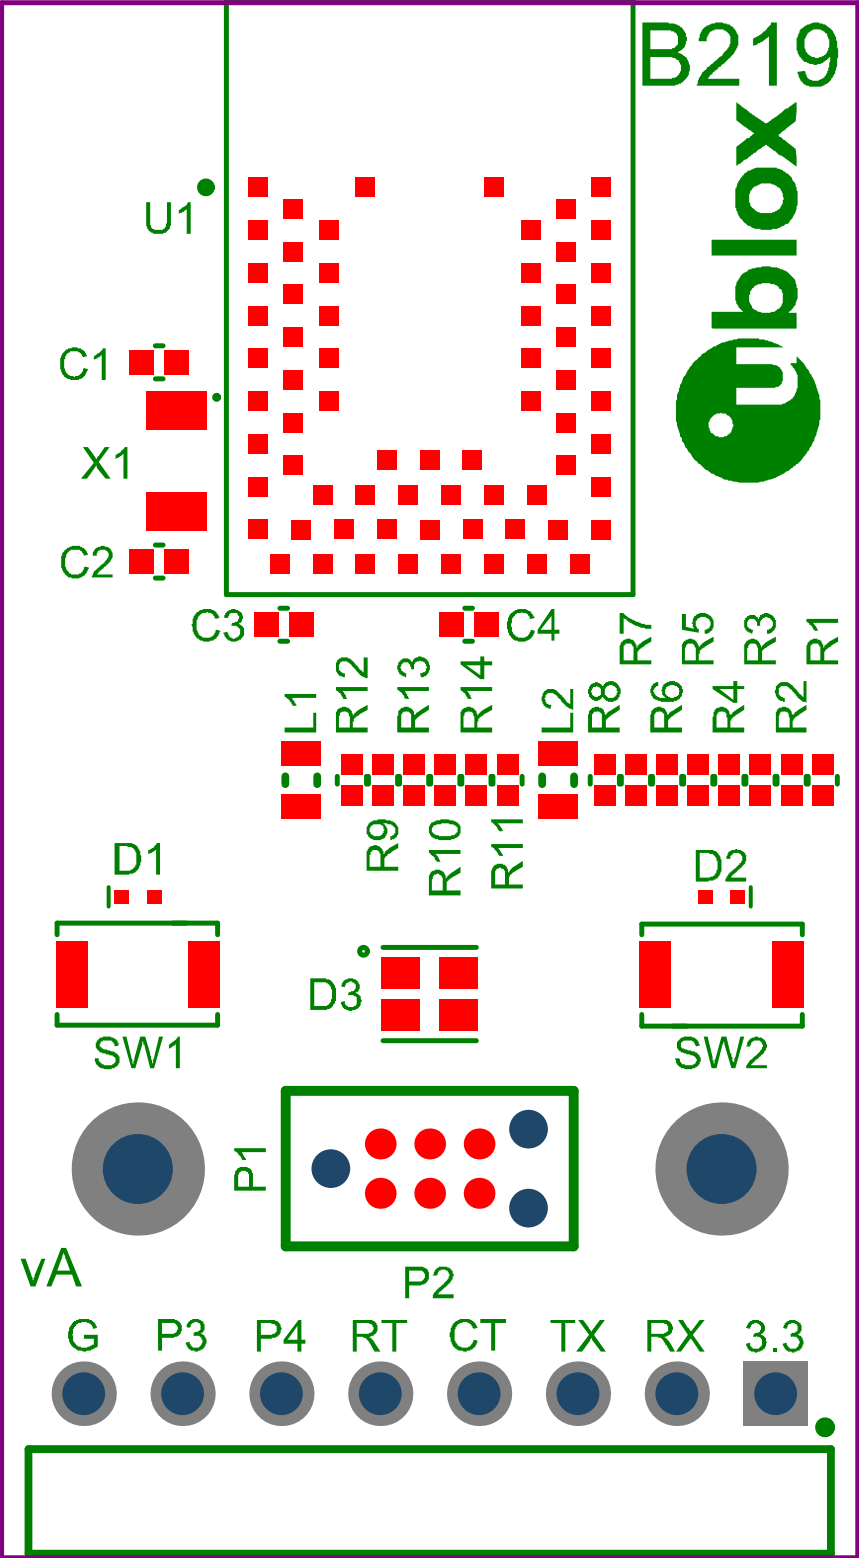 B219
ublox
U1
C1
X1
C2
C3
C4
R7
R5
R3
R1
L1
R12
R13
R14
L2
R8
R6
R4
R2
R9
R10
R11
D1
D2
D3
SW1
SW2
P1
vA
P2
G P3 P4 RT CT TX RX 3.3